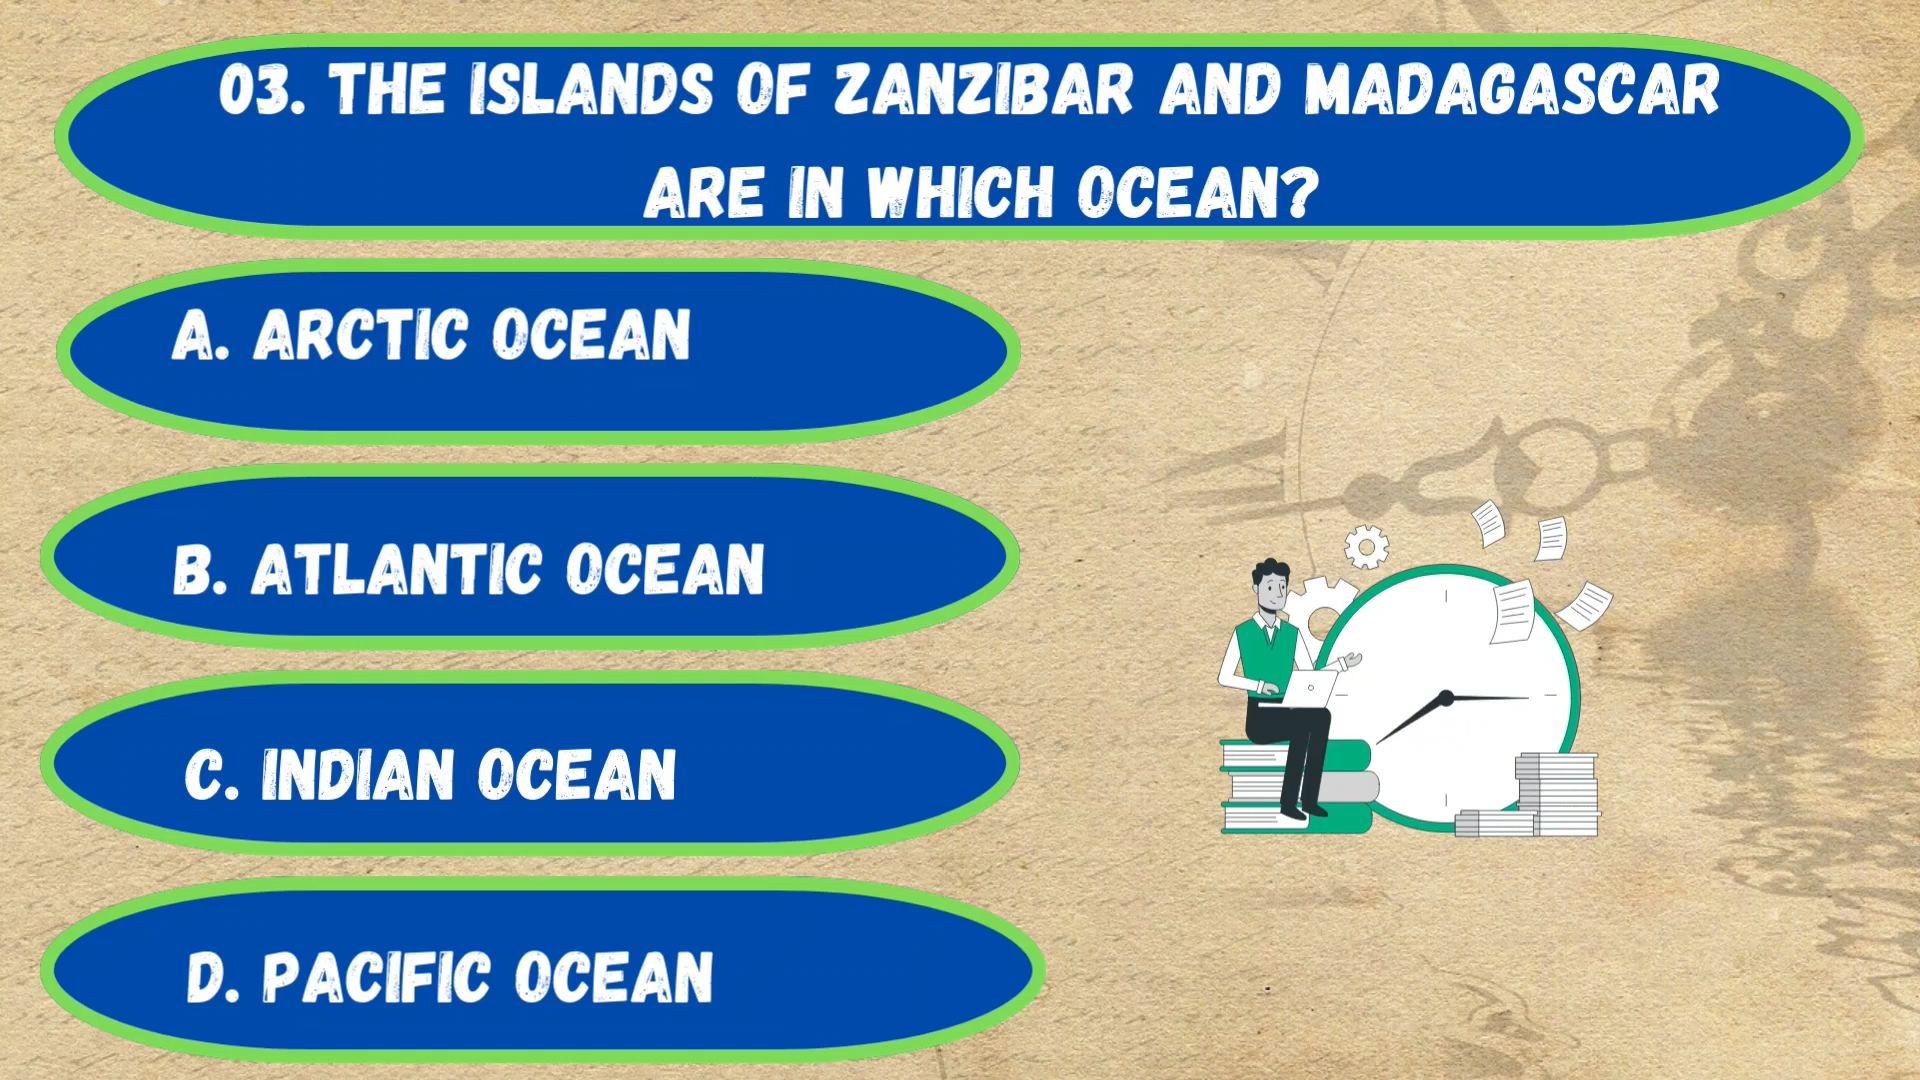 03. THE ISLANDS OF ZANZIBAR AND MADAGASCAR
ARE IN WHICH OCEAN?
A. ARCTIC OCEAN
B. ATLANTIC OCEAN
C. INDIAN OCEAN
D. PACIFIC OCEAN